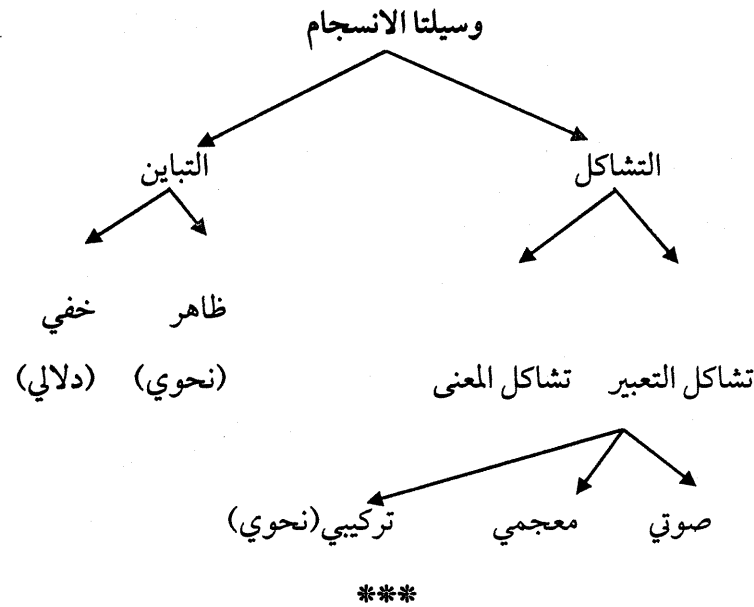 وسيلتا الانسجام
التشاكل التباين
ظاهر خفي
تشاكل التعبير تشاكل المعنى (نحوي) (دلالي)
صوتي معجمي تركيبي(نحوي)
***